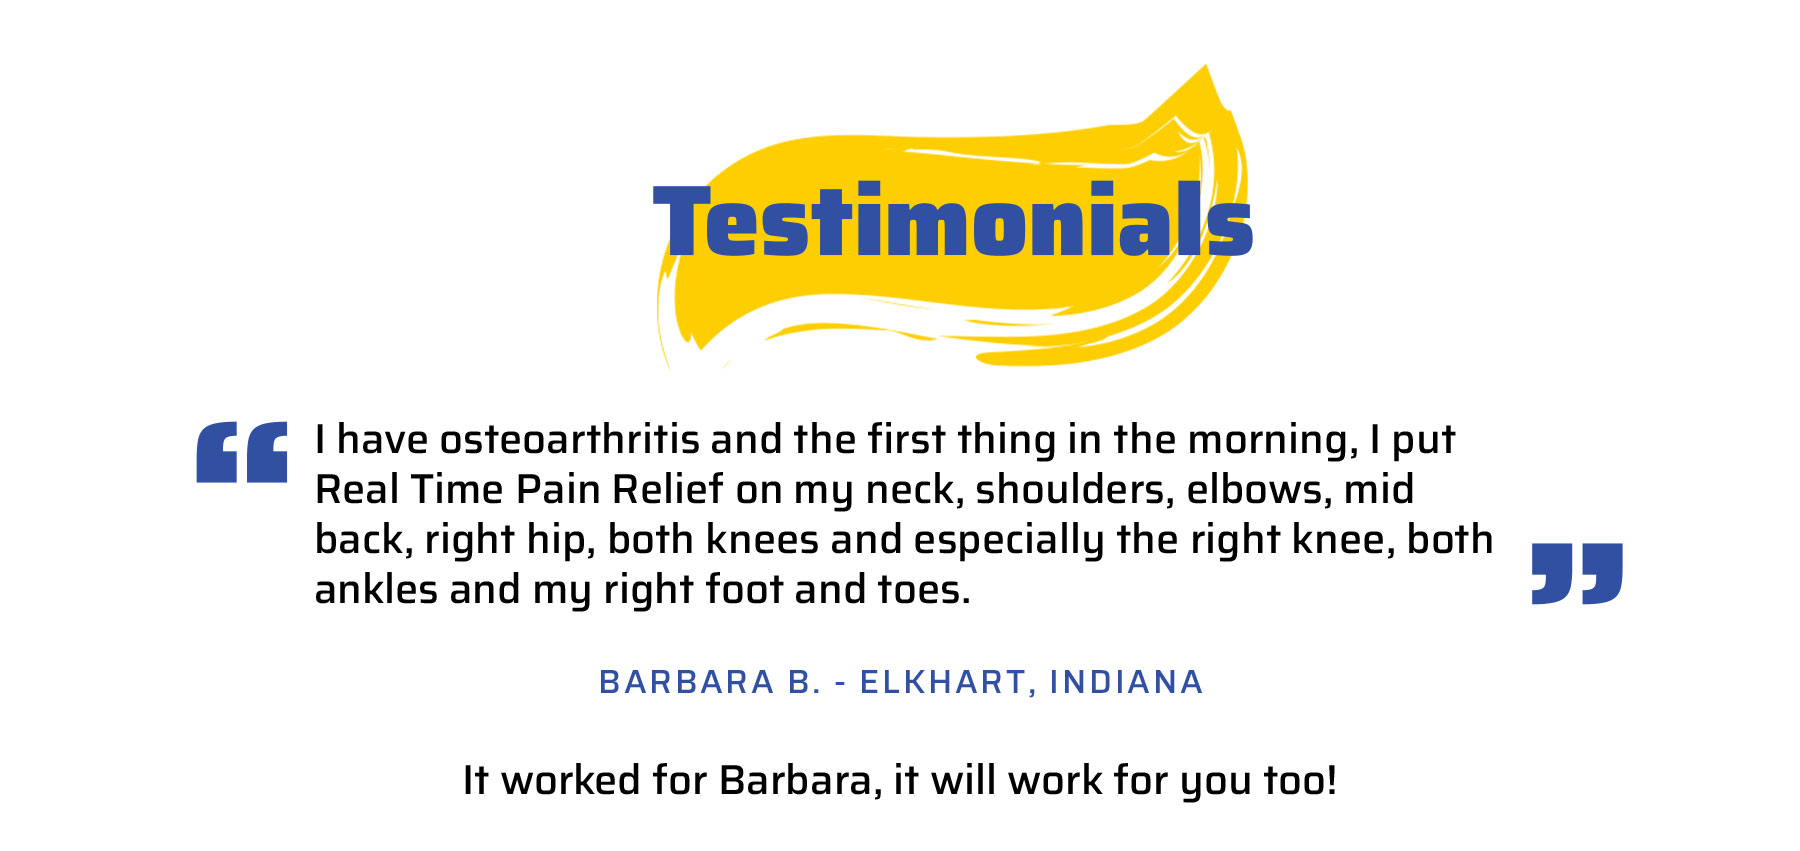 Testimonials
“ I have osteoarthritis and the first thing in the morning, I put
Real Time Pain Relief on my neck, shoulders, elbows, mid
back, right hip, both knees and especially the right knee, both
ankles and my right foot and toes. ”
BARBARA B. - ELKHART, INDIANA
It worked for Barbara, it will work for you too!